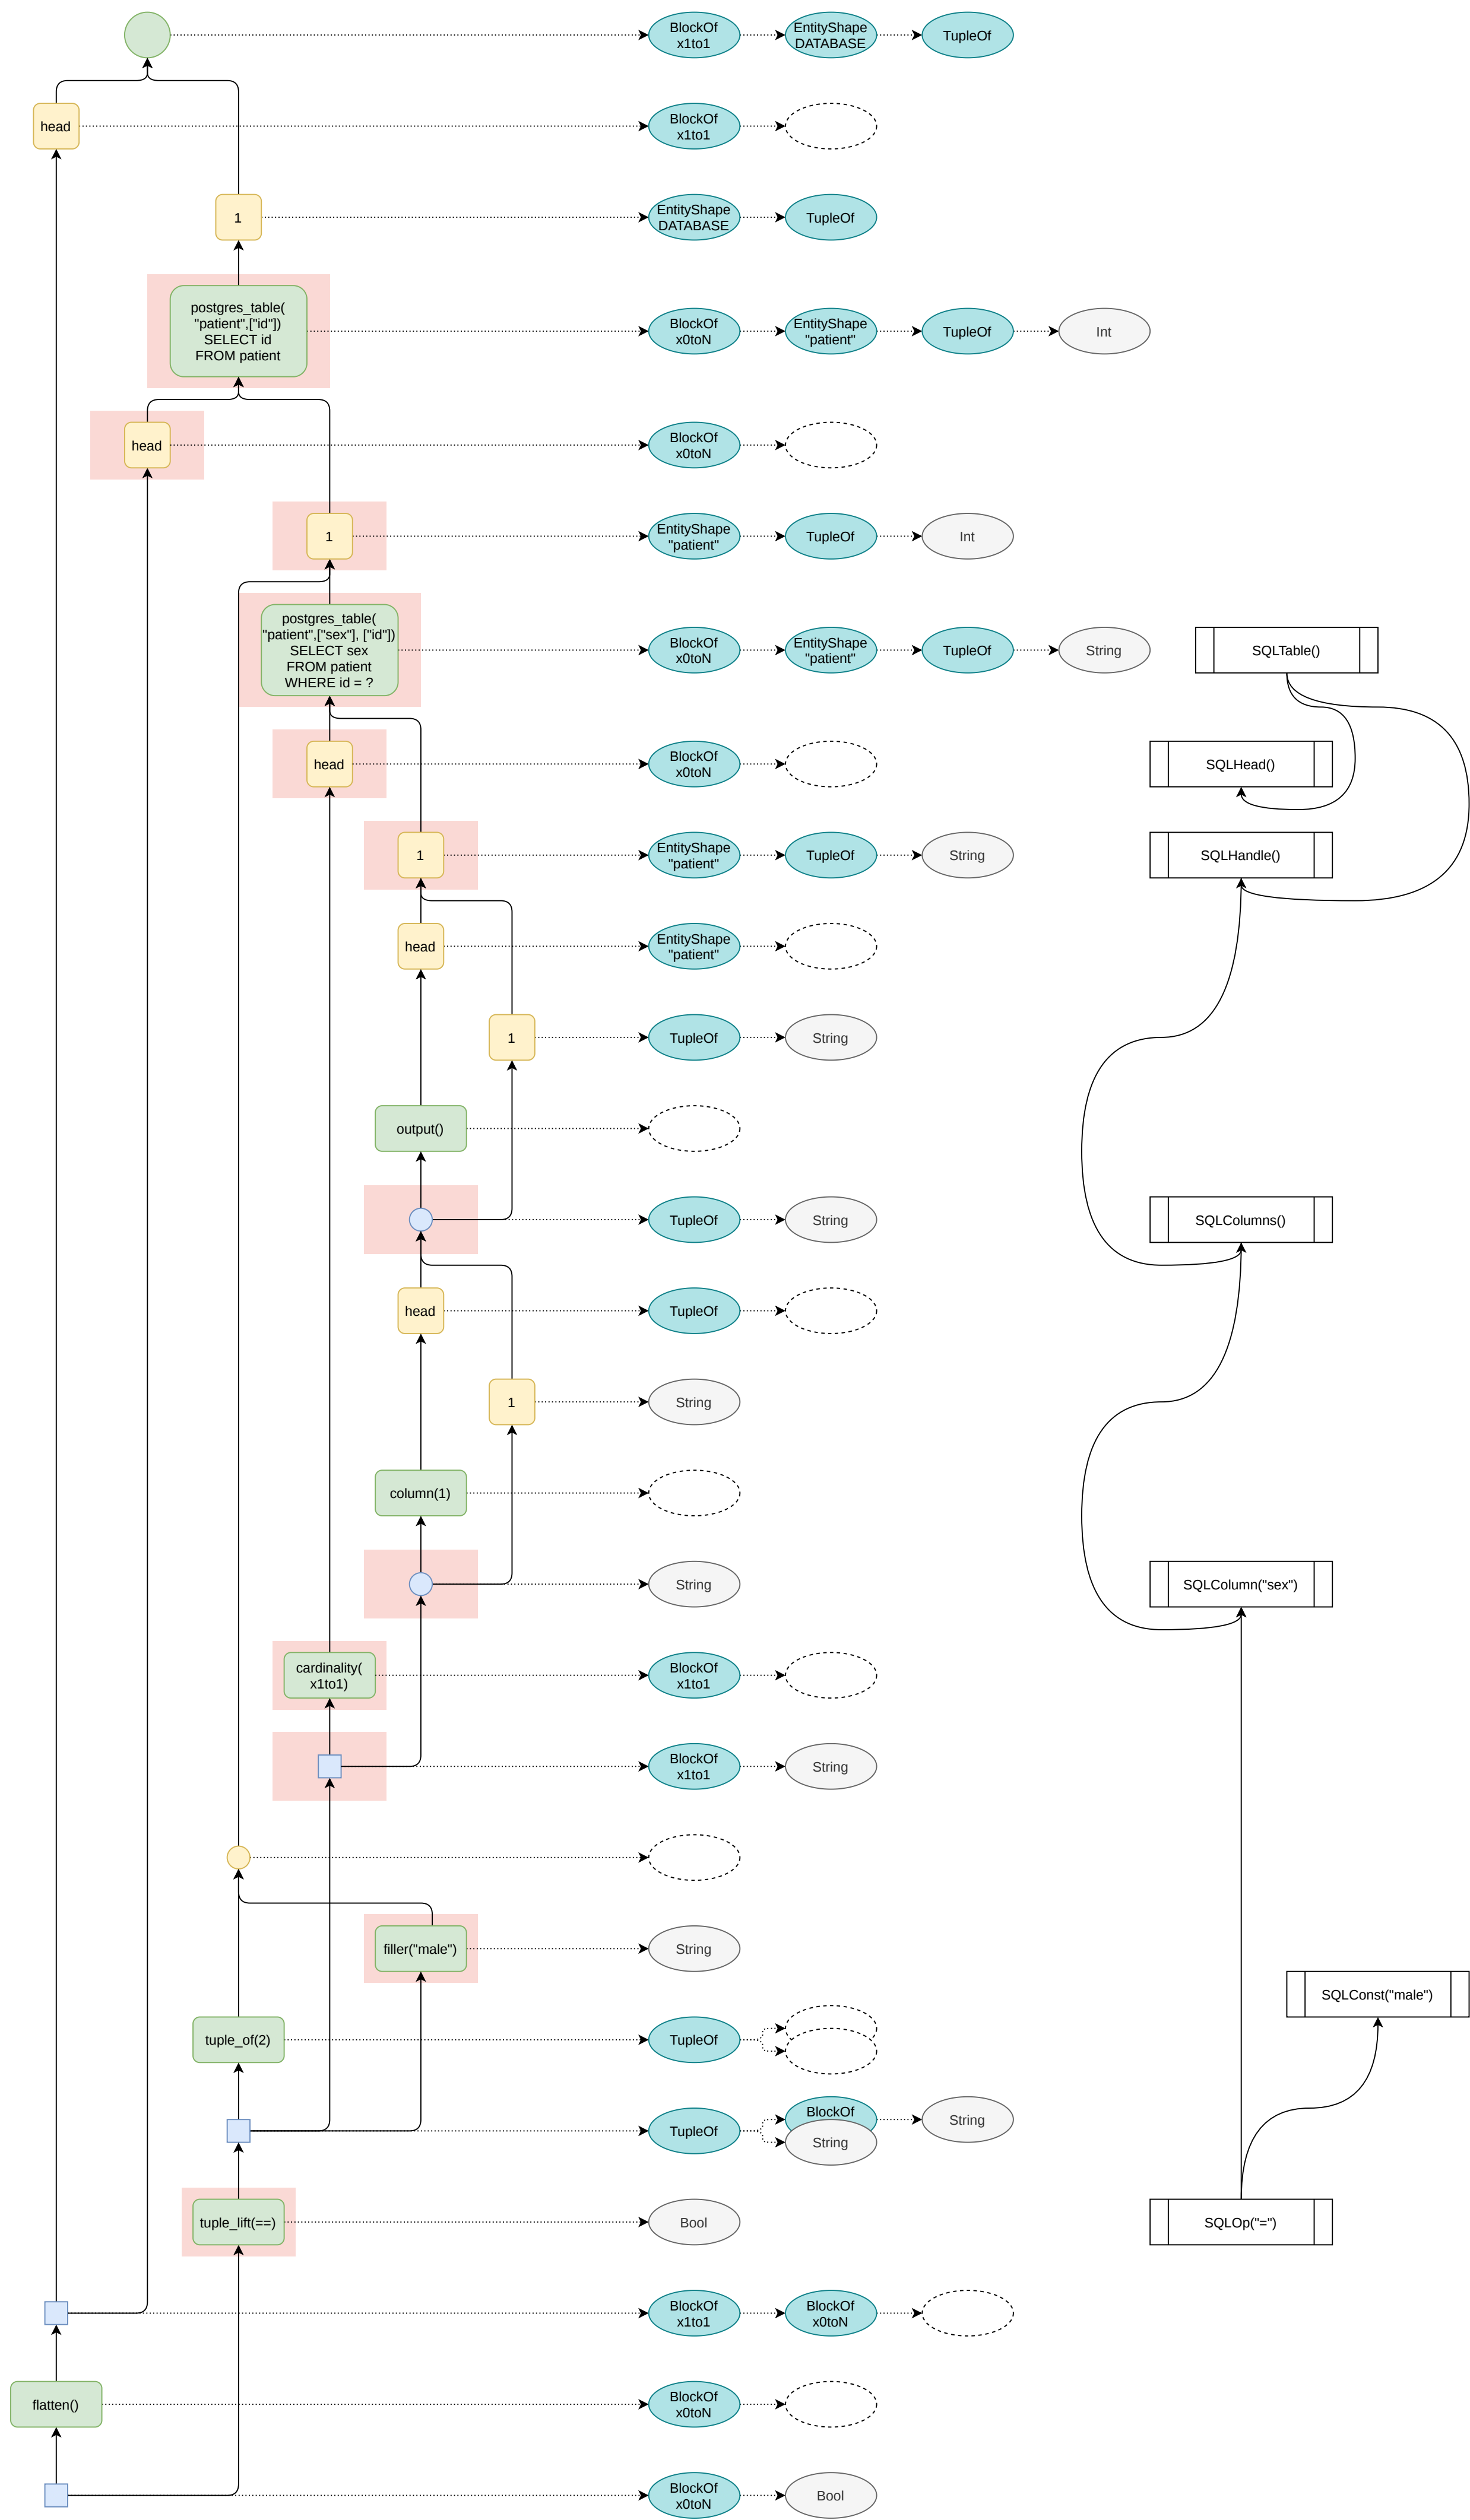 BlockOf
x1to1
EntityShape
DATABASE
TupleOf
head
BlockOf
x1to1
1
EntityShape
DATABASE
TupleOf
postgres_table(
"patient",["id"])
SELECT id
FROM patient
BlockOf
x0toN
EntityShape
"patient"
TupleOf
Int
head
BlockOf
x0toN
1
EntityShape
"patient"
TupleOf
Int
postgres_table(
"patient",["sex"], ["id"])
SELECT sex
FROM patient
WHERE id = ?
BlockOf
x0toN
EntityShape
"patient"
TupleOf
String
SQLTable()
head
BlockOf
x0toN
SQLHead()
1
EntityShape
"patient"
TupleOf
String
SQLHandle()
head
EntityShape
"patient"
1
TupleOf
String
output()
TupleOf
String
SQLColumns()
head
TupleOf
1
String
column(1)
String
SQLColumn("sex")
cardinality(
x1to1)
BlockOf
x1to1
BlockOf
x1to1
String
filler("male")
String
SQLConst("male")
tuple_of(2)
TupleOf
TupleOf
BlockOf
String
String
tuple_lift(==)
Bool
SQLOp("=")
BlockOf
x1to1
BlockOf
x0toN
flatten()
BlockOf
x0toN
BlockOf
x0toN
Bool